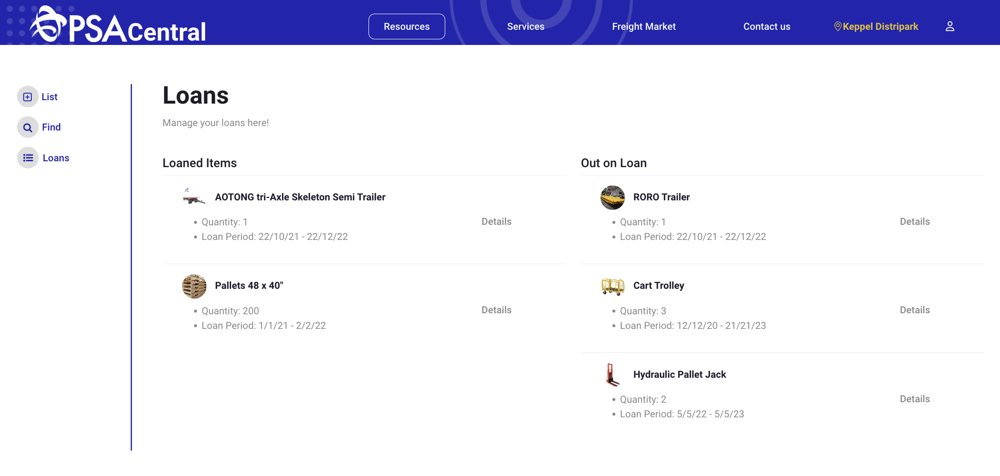 PSACentral
Resources
Services
Freight Market
Contact us
Keppel Distripark
List
Find
Loans
Loans
Manage your loans here!
Loaned Items
AOTONG tri-Axle Skeleton Semi Trailer
• Quantity: 1
• Loan Period: 22/10/21 - 22/12/22
Details
Pallets 48 x 40"
• Quantity: 200
• Loan Period: 1/1/21 - 2/2/22
Details
Out on Loan
RORO Trailer
• Quantity: 1
• Loan Period: 22/10/21 - 22/12/22
Details
Cart Trolley
• Quantity: 3
• Loan Period: 12/12/20 - 21/21/23
Details
Hydraulic Pallet Jack
• Quantity: 2
• Loan Period: 5/5/22 - 5/5/23
Details